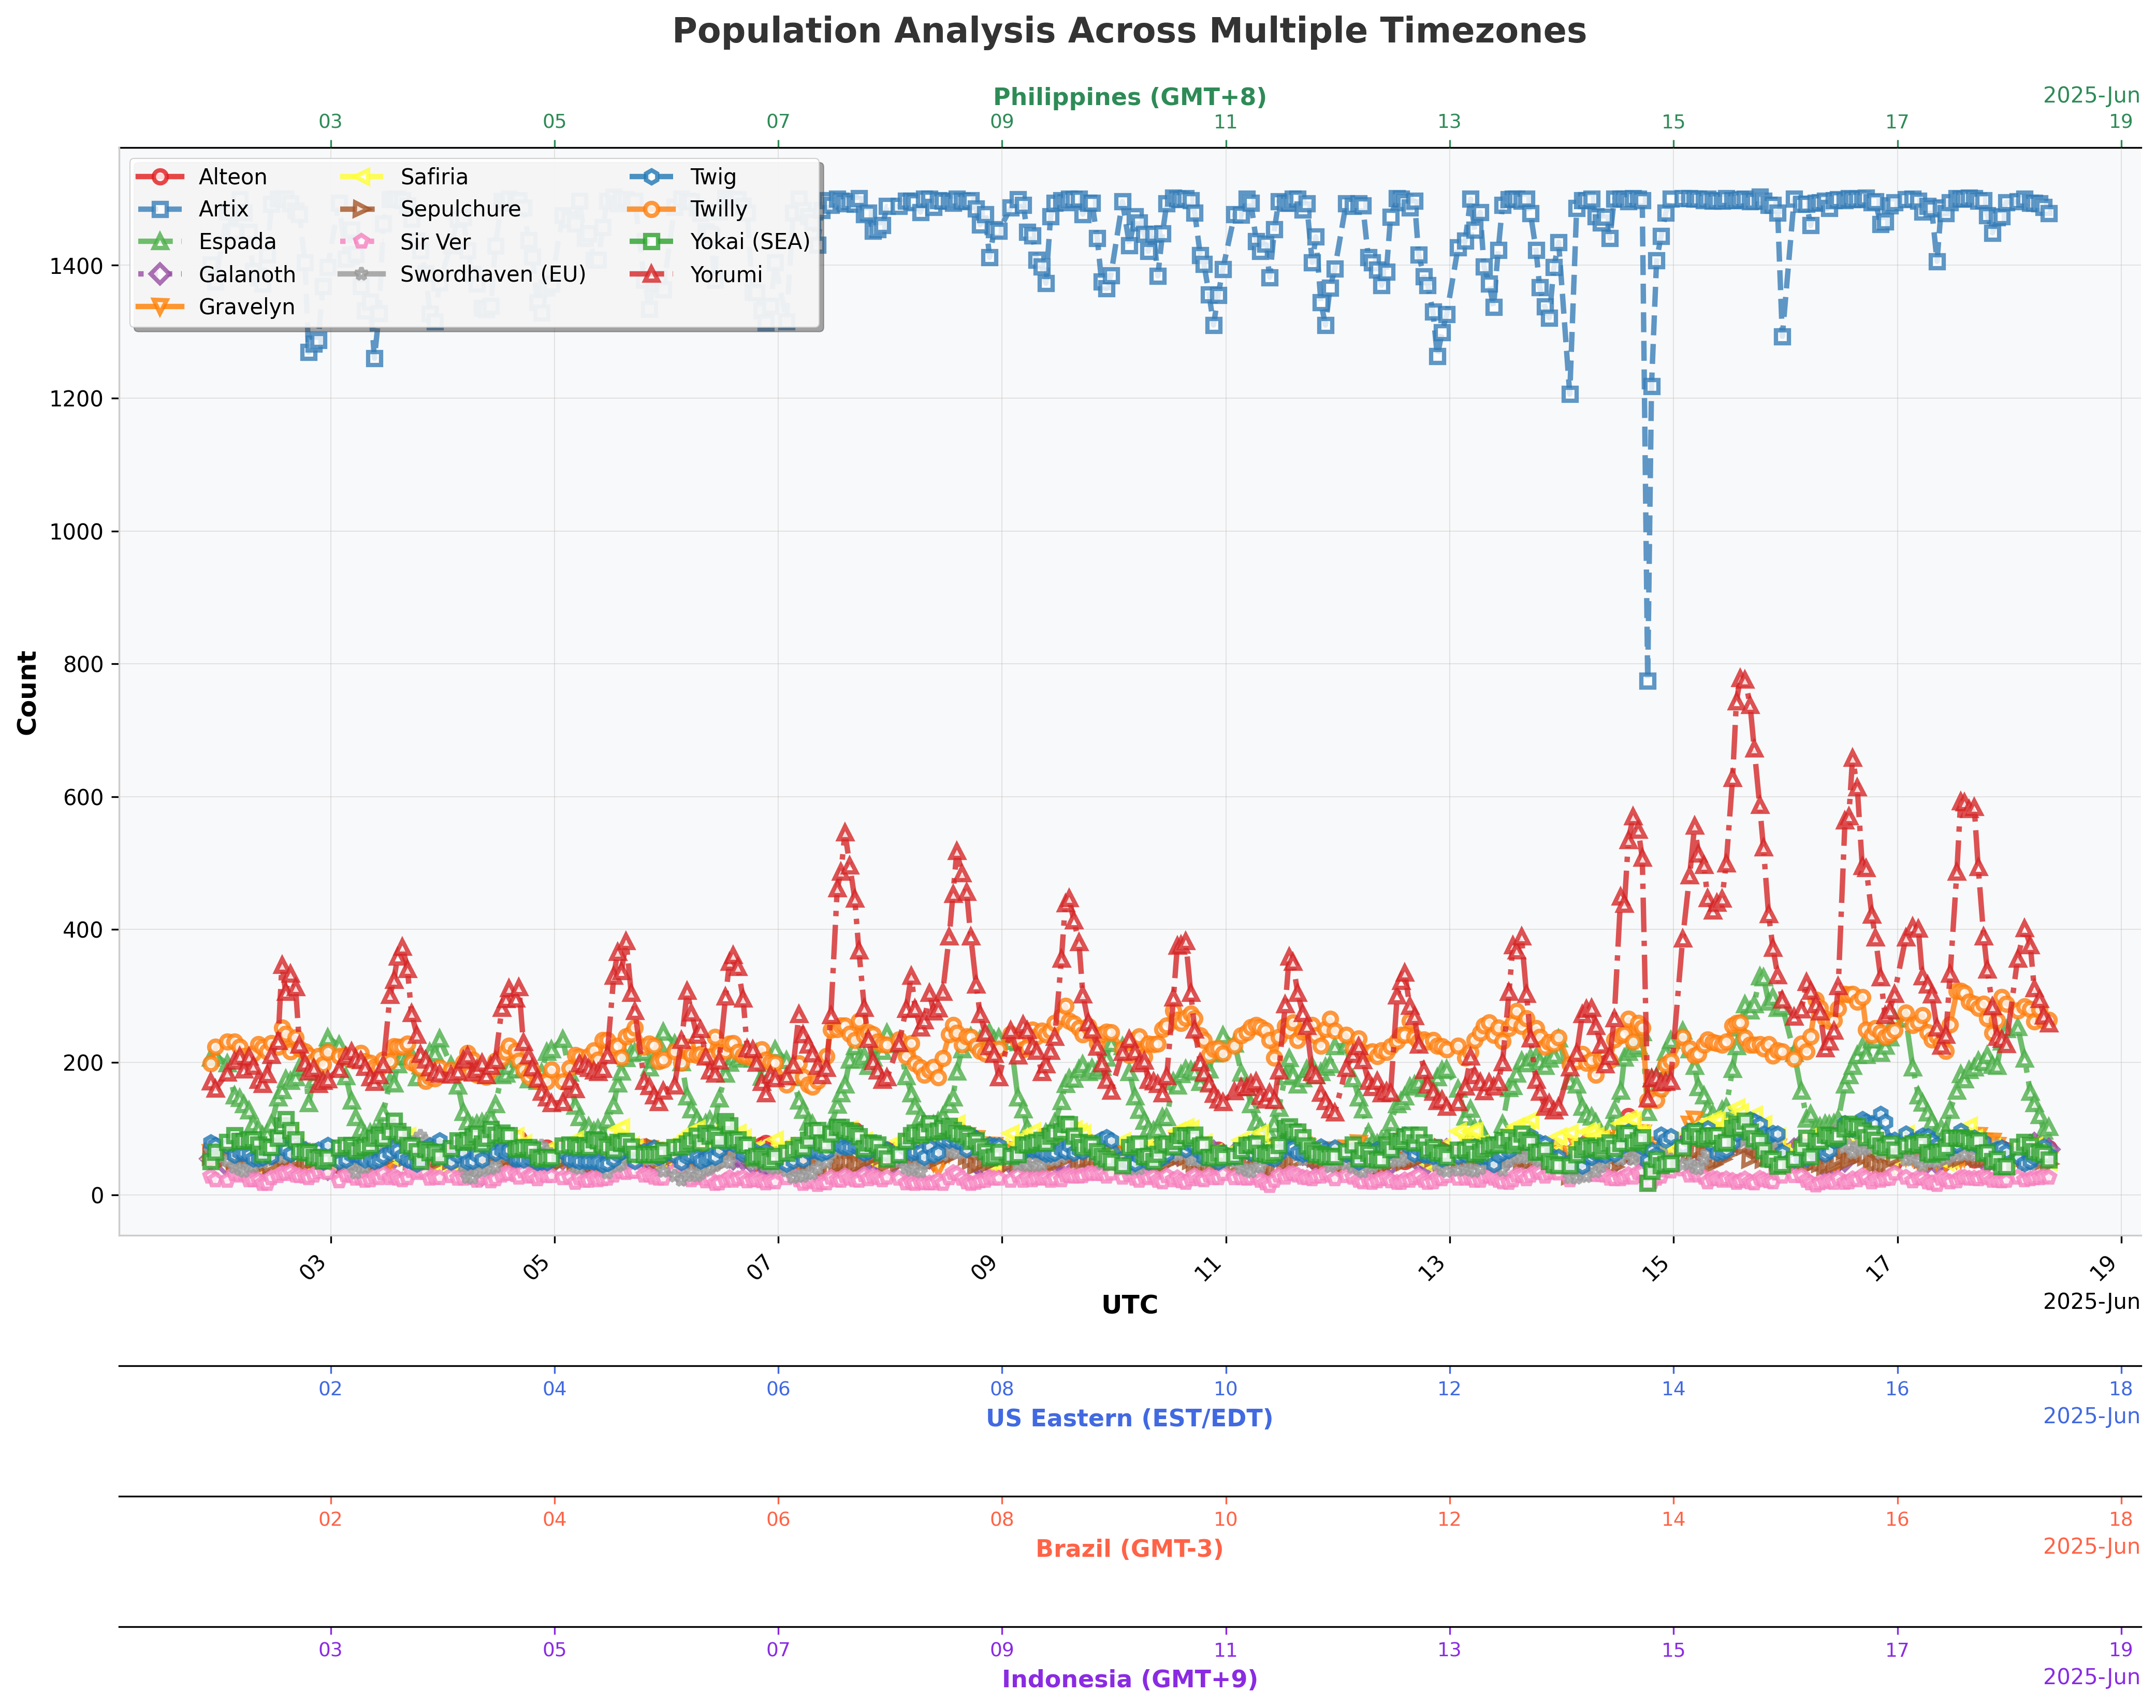 Population Analysis Across Multiple Timezones
Philippines (GMT+8)
2025-Jun
03 05 07 09 11 13 15 17 19
Alteon
Artix
Espada
Galanoth
Gravelyn
Safiria
Sepulchure
Sir Ver
Swordhaven (EU)
Twig
Twilly
Yokai (SEA)
Yorumi
Count
1400
1200
1000
800
600
400
200
0
03 05 07 09 11 13 15 17 19
UTC
2025-Jun
02 04 06 08 10 12 14 16 18
US Eastern (EST/EDT)
2025-Jun
02 04 06 08 10 12 14 16 18
Brazil (GMT-3)
2025-Jun
03 05 07 09 11 13 15 17 19
Indonesia (GMT+9)
2025-Jun